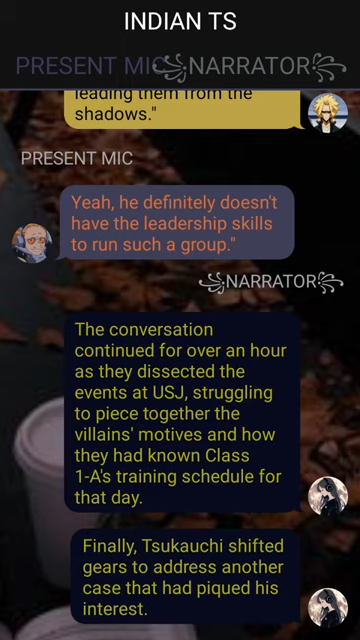 INDIAN TS
PRESENT MIC
NARRATOR
leading them from the
shadows."
PRESENT MIC
Yeah, he definitely doesn't
have the leadership skills
to run such a group."
NARRATOR
The conversation
continued for over an hour
as they dissected the
events at USJ, struggling
to piece together the
villains' motives and how
they had known Class
1-A's training schedule for
that day.
Finally, Tsukauchi shifted
gears to address another
case that had piqued his
interest.